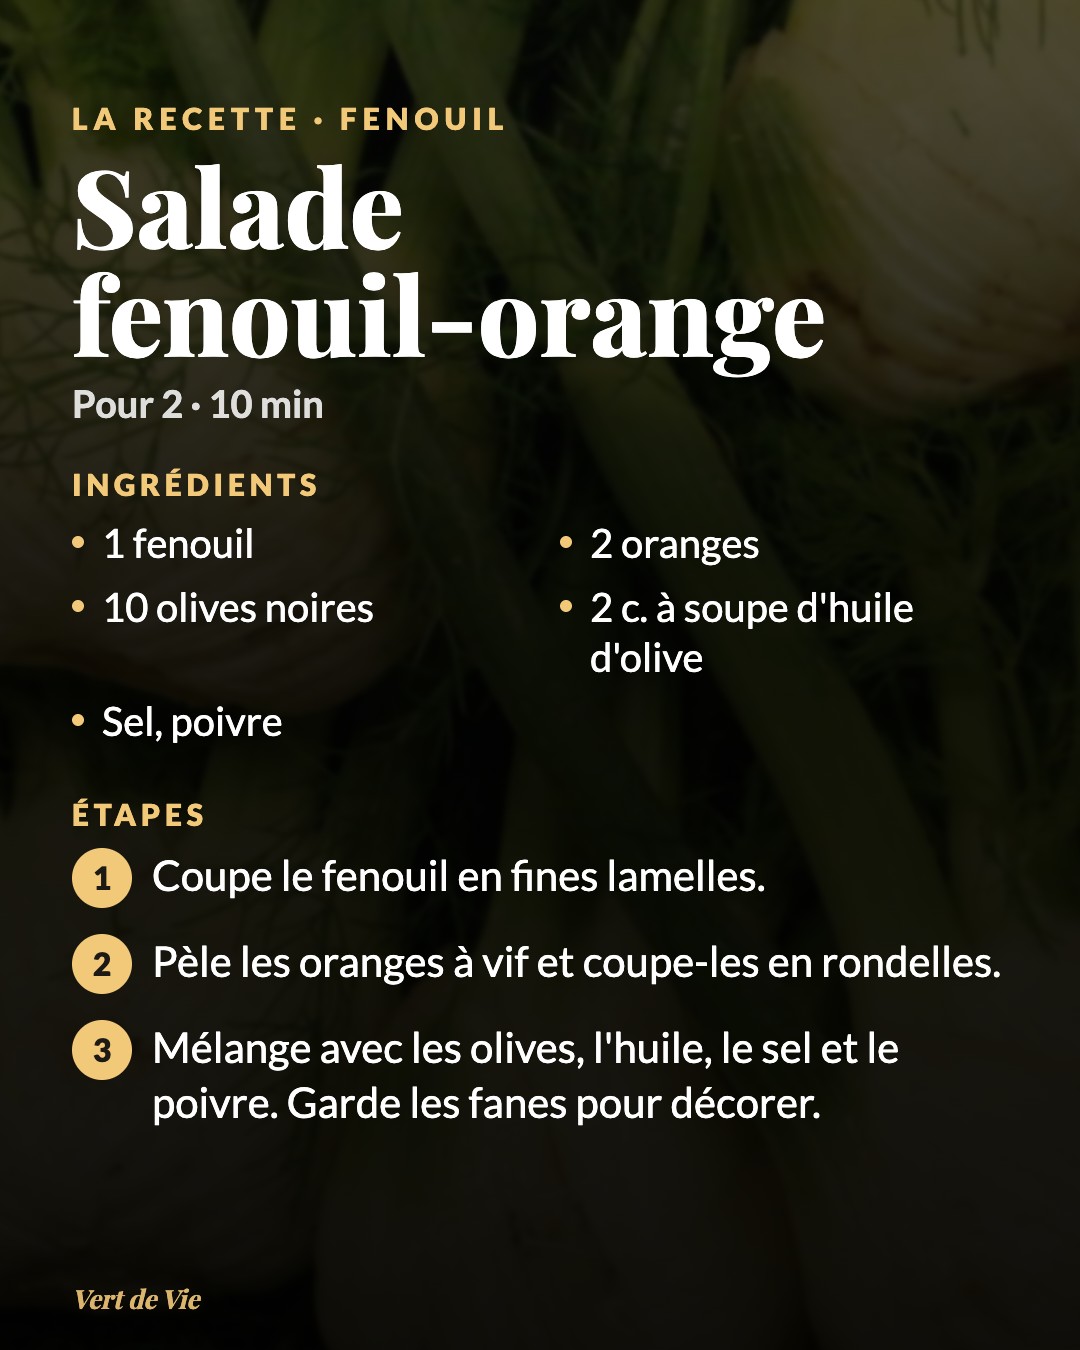 LA RECETTE · FENOUIL
Salade
fenouil-orange
Pour 2 · 10 min
INGRÉDIENTS
• 1 fenouil
• 2 oranges
• 10 olives noires
• 2 c. à soupe d'huile
d'olive
• Sel, poivre
ÉTAPES
1 Coupe le fenouil en fines lamelles.
2 Pèle les oranges à vif et coupe-les en rondelles.
3 Mélange avec les olives, l'huile, le sel et le
poivre. Garde les fanes pour décorer.
Vert de Vie